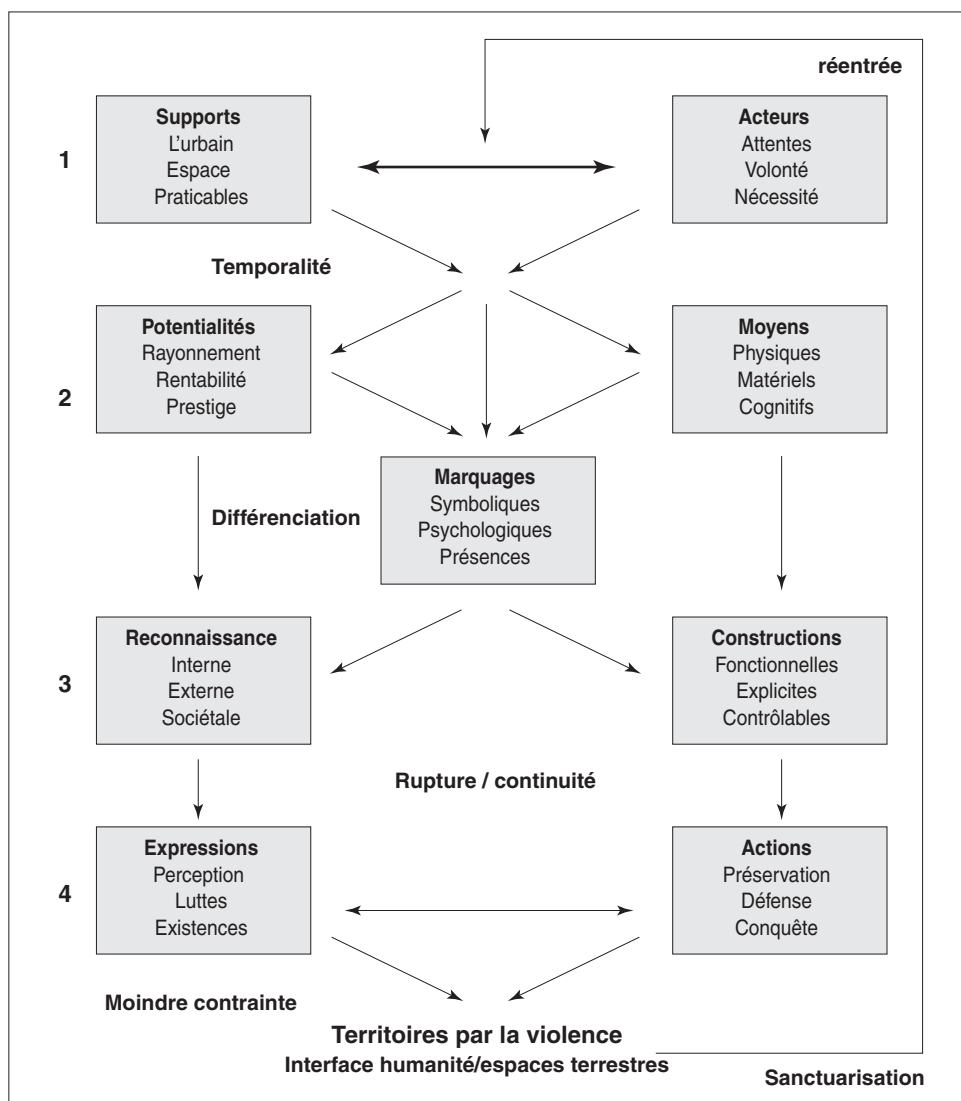 réentrée
1
Supports
L'urbain
Espace
Praticables
Acteurs
Attentes
Volonté
Nécessité
Temporalité
2
Potentialités
Rayonnement
Rentabilité
Prestige
Moyens
Physiques
Matériels
Cognitifs
Marquages
Symboliques
Psychologiques
Présences
Différenciation
3
Reconnaissance
Interne
Externe
Sociétale
Constructions
Fonctionnelles
Explicites
Contrôlables
Rupture / continuité
4
Expressions
Perception
Luttes
Existences
Actions
Préservation
Défense
Conquête
Moindre contrainte
Territoires par la violence
Interface humanité/espaces terrestres
Sanctuarisation